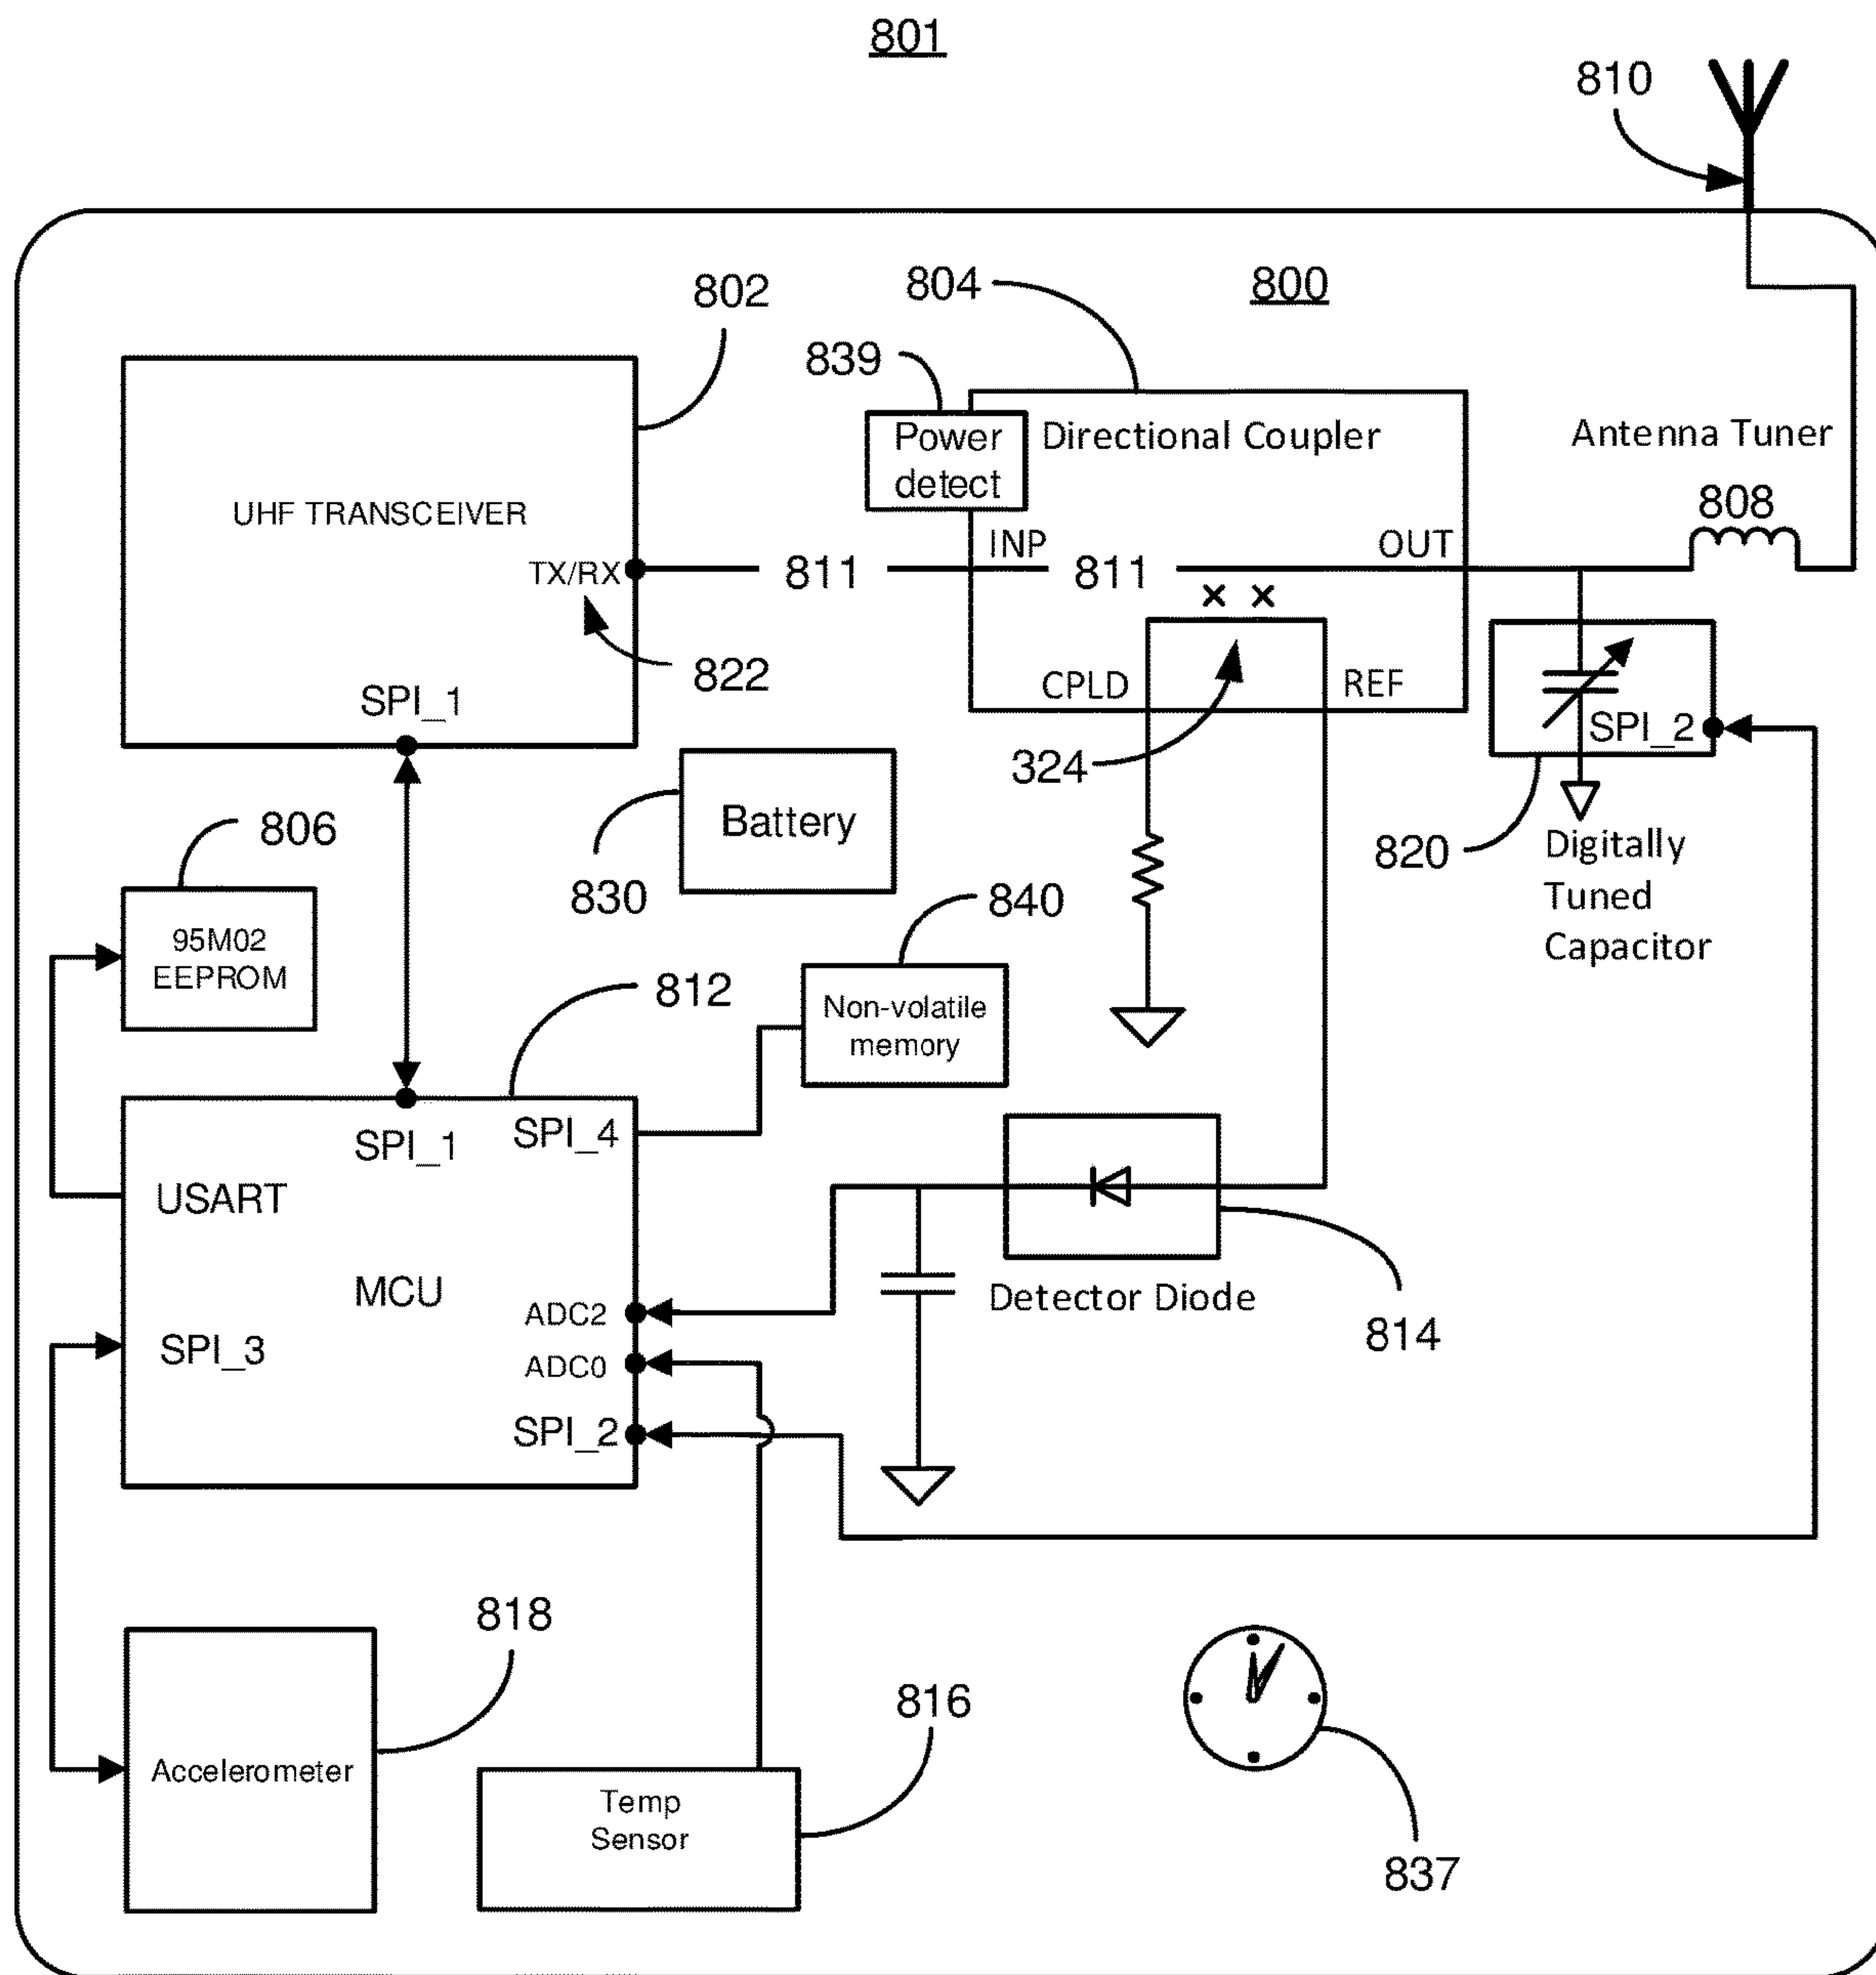 801
810
802
804
800
839
Power
detect
Directional Coupler
Antenna Tuner
808
UHF TRANSCEIVER
TX/RX
811
INP
811
OUT
822
SPI_1
CPLD
REF
SPI_2
324
820
Digitally
Tuned
Capacitor
Battery
830
806
95M02
EEPROM
840
Non-volatile
memory
812
SPI_1
SPI_4
USART
MCU
SPI_3
ADC2
ADC0
SPI_2
Detector Diode
814
818
Accelerometer
816
Temp
Sensor
837